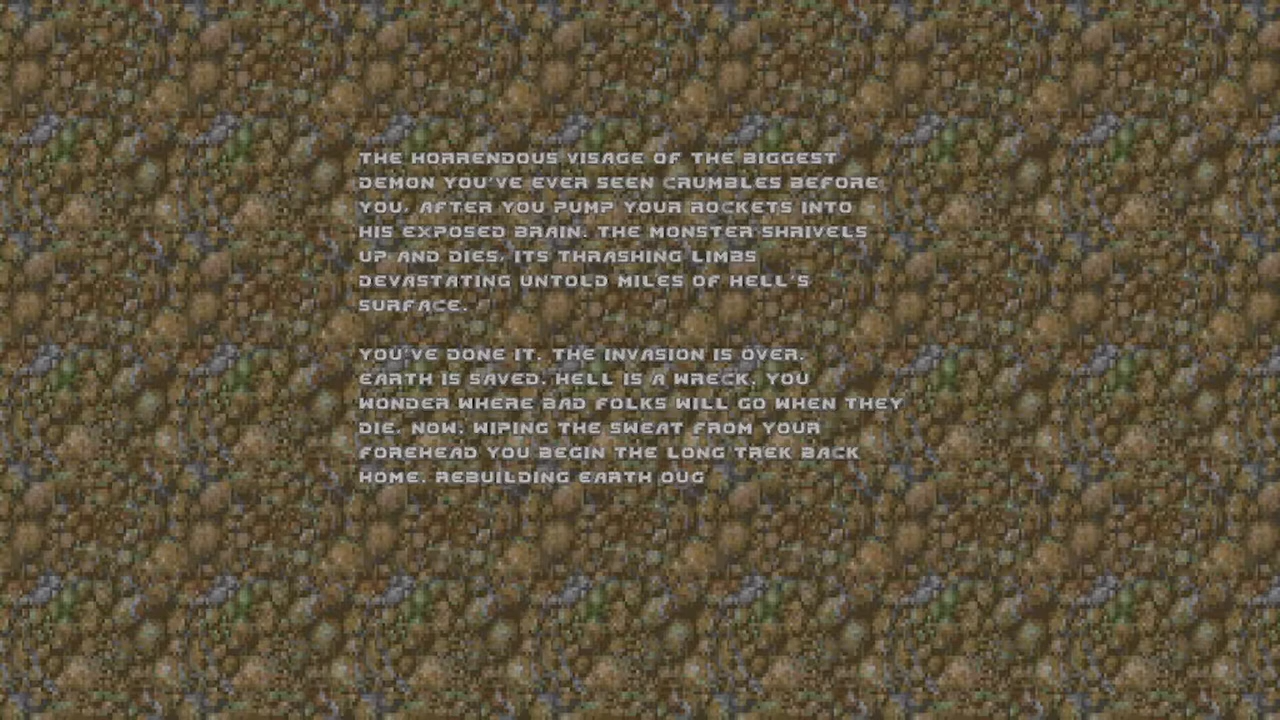 THE HORRENDOUS VISAGE OF THE BIGGEST
DEMON YOU'VE EVER SEEN CRUMBLES BEFORE
YOU, AFTER YOU PUMP YOUR ROCKETS INTO
HIS EXPOSED BRAIN. THE MONSTER SHRIVELS
UP AND DIES, ITS THRASHING LIMBS
DEVASTATING UNTOLD MILES OF HELL'S
SURFACE.
YOU'VE DONE IT. THE INVASION IS OVER.
EARTH IS SAVED. HELL IS A WRECK. YOU
WONDER WHERE BAD FOLKS WILL GO WHEN THEY
DIE, NOW. WIPING THE SWEAT FROM YOUR
FOREHEAD YOU BEGIN THE LONG TREK BACK
HOME. REBUILDING EARTH OUG